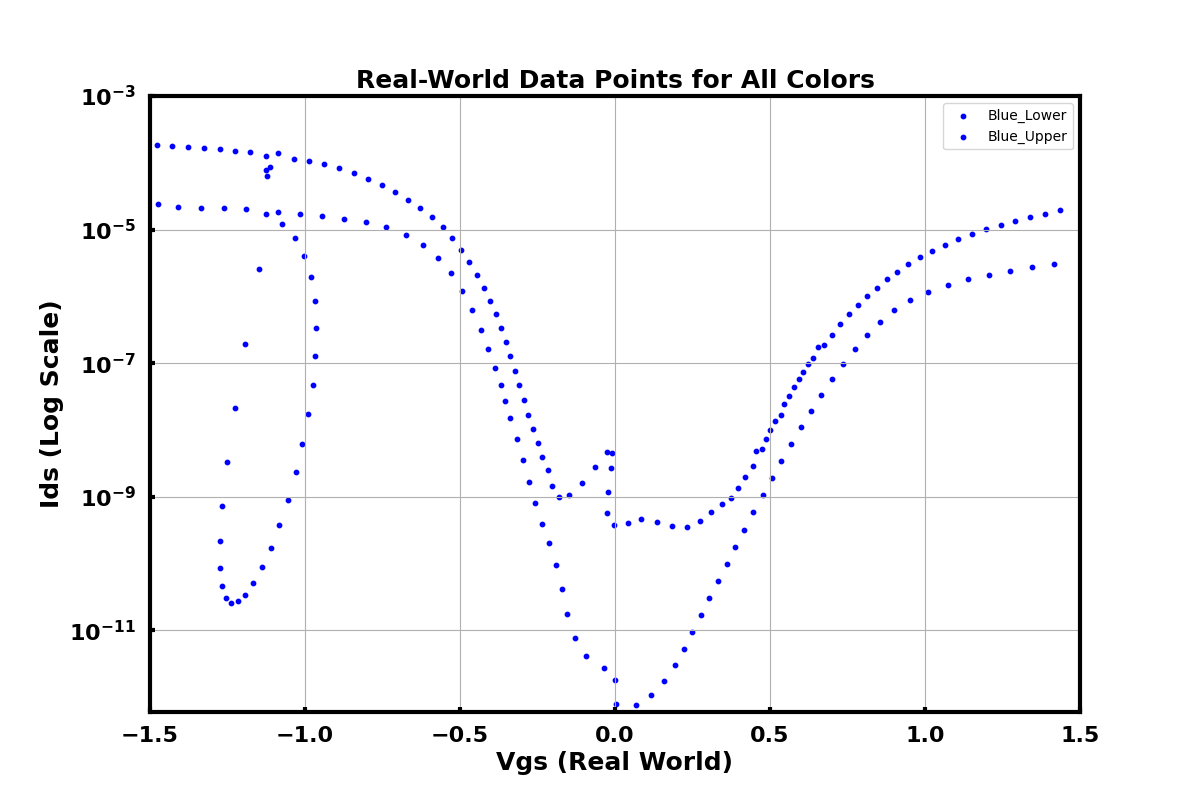 Real-World Data Points for All Colors
10⁻³
10⁻⁵
10⁻⁷
10⁻⁹
10⁻¹¹
Ids (Log Scale)
Blue_Lower
Blue_Upper
−1.5 −1.0 −0.5 0.0 0.5 1.0 1.5
Vgs (Real World)